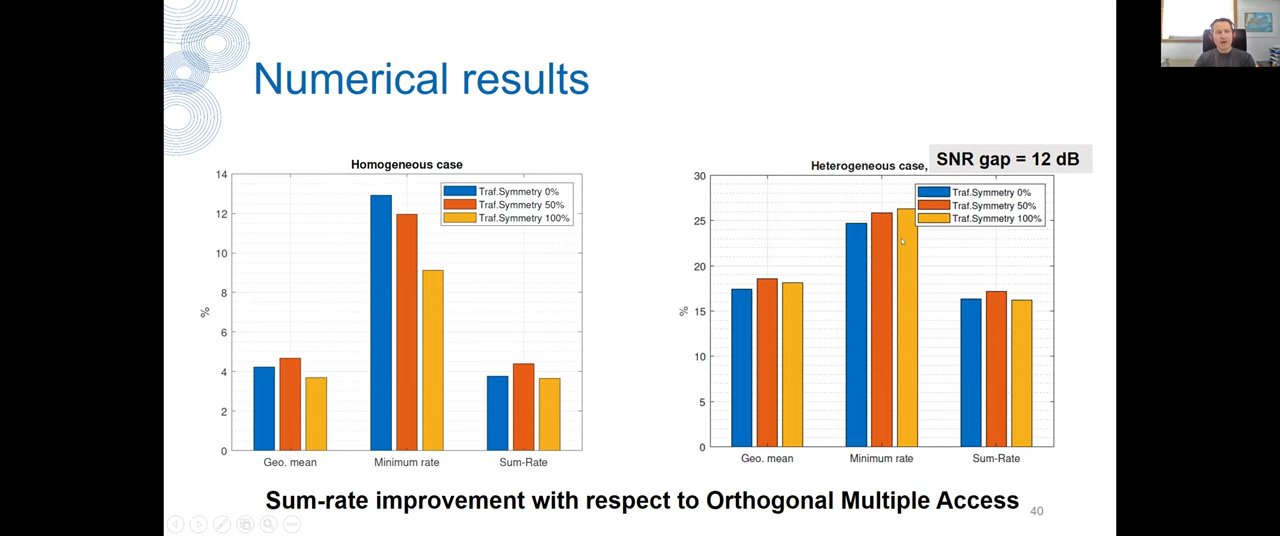 Numerical results
Homogeneous case
14
12
10
8
6
4
2
0
%
Traf.Symmetry 0%
Traf.Symmetry 50%
Traf.Symmetry 100%
Geo. mean
Minimum rate
Sum-Rate
Heterogeneous case,
SNR gap = 12 dB
30
25
20
15
10
5
0
%
Traf.Symmetry 0%
Traf.Symmetry 50%
Traf.Symmetry 100%
Geo. mean
Minimum rate
Sum-Rate
Sum-rate improvement with respect to Orthogonal Multiple Access
40